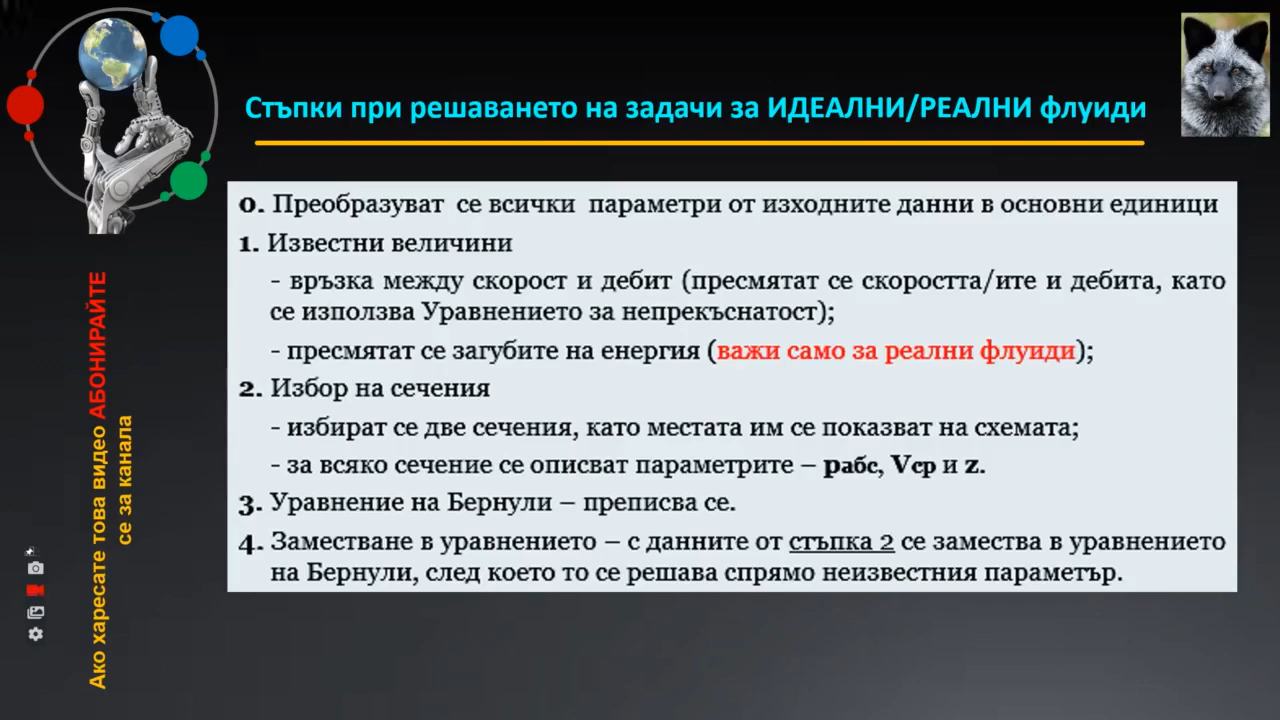 Стъпки при решаването на задачи за ИДЕАЛНИ/РЕАЛНИ флуиди
0. Преобразуват се всички параметри от изходните данни в основни единици
1. Известни величини
- връзка между скорост и дебит (пресмятат се скоростта/ите и дебита, като
се използва Уравнението за непрекъснатост);
- пресмятат се загубите на енергия (важи само за реални флуиди);
2. Избор на сечения
- избират се две сечения, като местата им се показват на схемата;
- за всяко сечение се описват параметрите – pабс, Vср и z.
3. Уравнение на Бернули – преписва се.
4. Заместване в уравнението – с данните от стъпка 2 се замества в уравнението
на Бернули, след което то се решава спрямо неизвестния параметър.
Ако харесате това видео АБОНИРАЙТЕ
се за канала